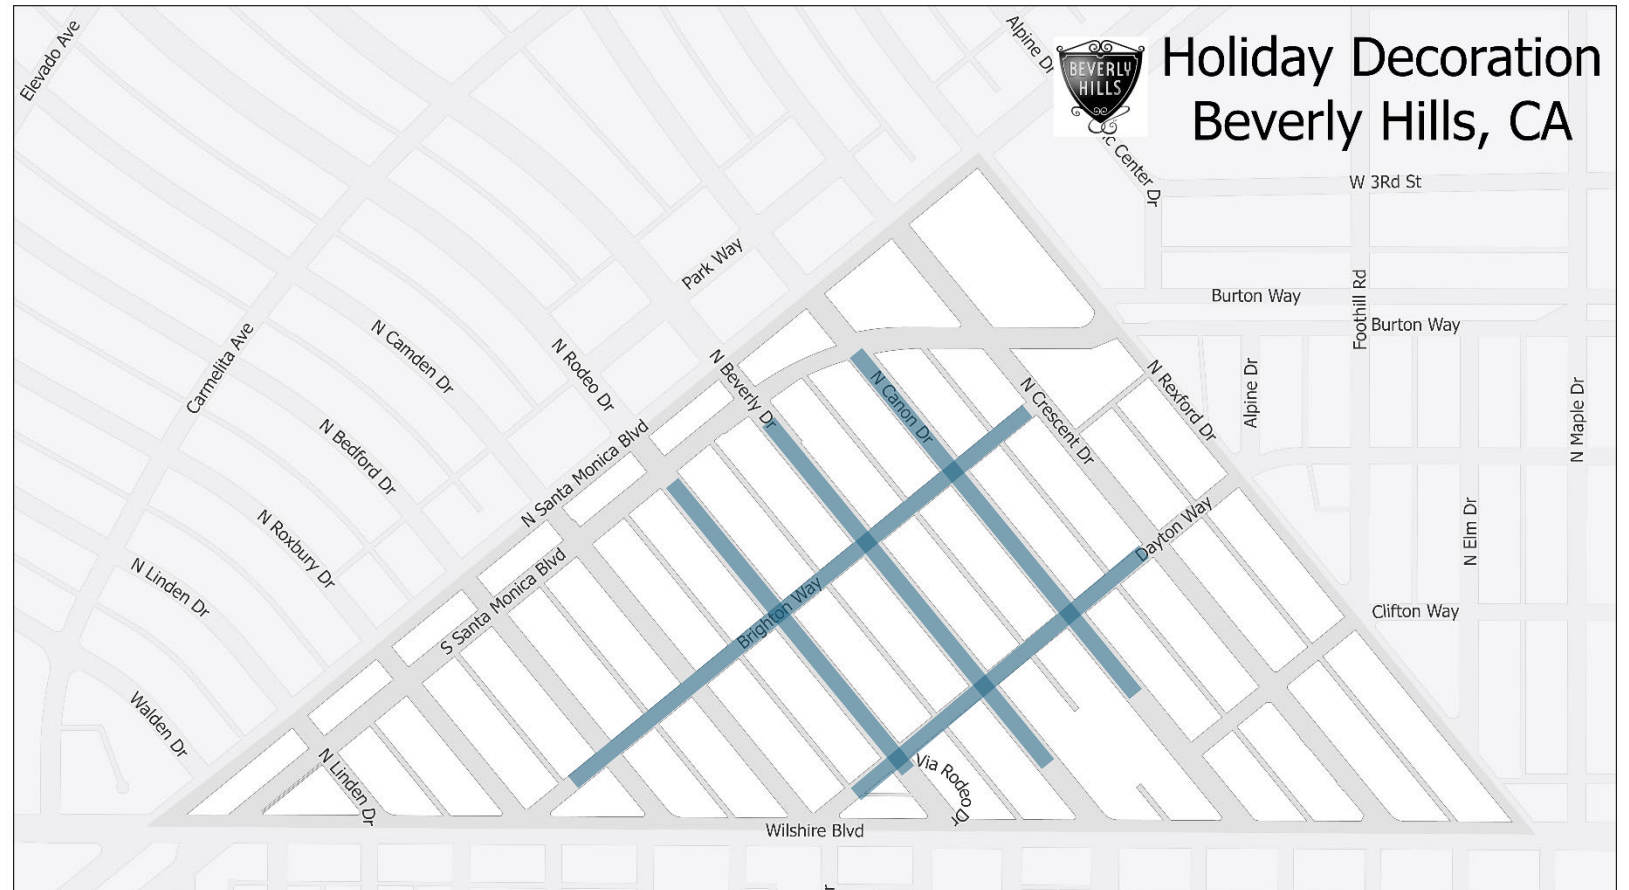 Holiday Decoration
Beverly Hills, CA
BEVERLY
HILLS
Elevado Ave
Alpine Dr
ic Center Dr
W 3Rd St
Park Way
Burton Way
Foothill Rd
Burton Way
N Camden Dr
Carmelita Ave
N Rodeo Dr
N Beverly Dr
N Canon Dr
N Crescent Dr
N Rexford Dr
Alpine Dr
N Maple Dr
N Bedford Dr
N Santa Monica Blvd
N Roxbury Dr
Dayton Way
N Elm Dr
N Linden Dr
S Santa Monica Blvd
Brighton Way
Clifton Way
Walden Dr
N Linden Dr
Via Rodeo Dr
Wilshire Blvd